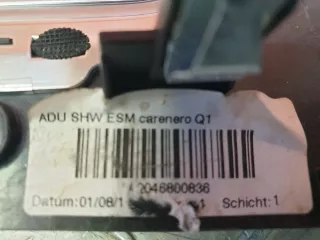 ADU SHW ESM carenero Q1
2046800836
Datum:01/08/1 Schicht:1